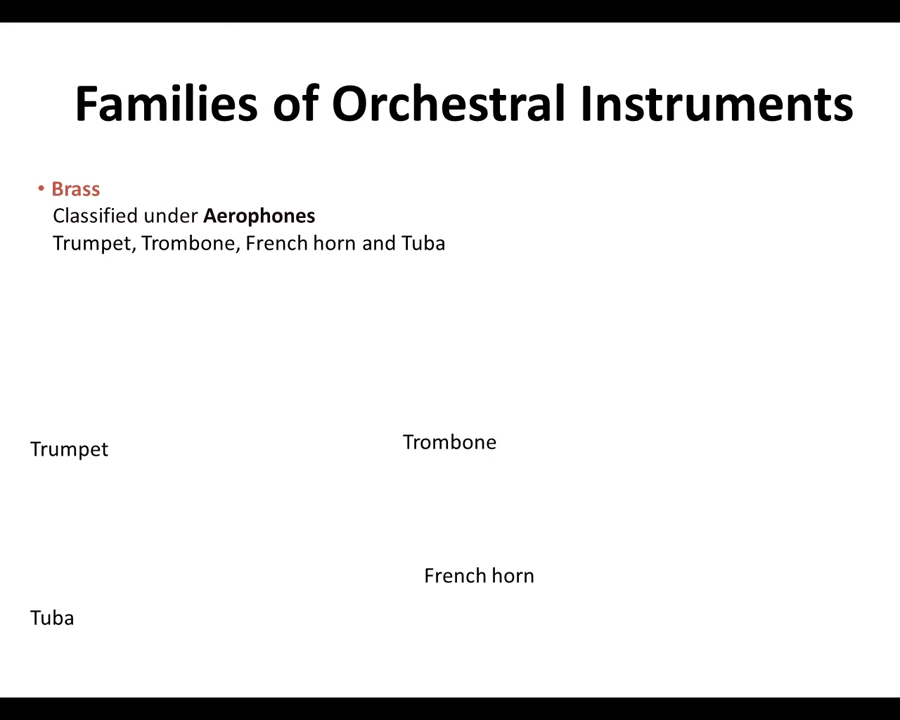 Families of Orchestral Instruments
• Brass
Classified under Aerophones
Trumpet, Trombone, French horn and Tuba
Trumpet
Trombone
French horn
Tuba